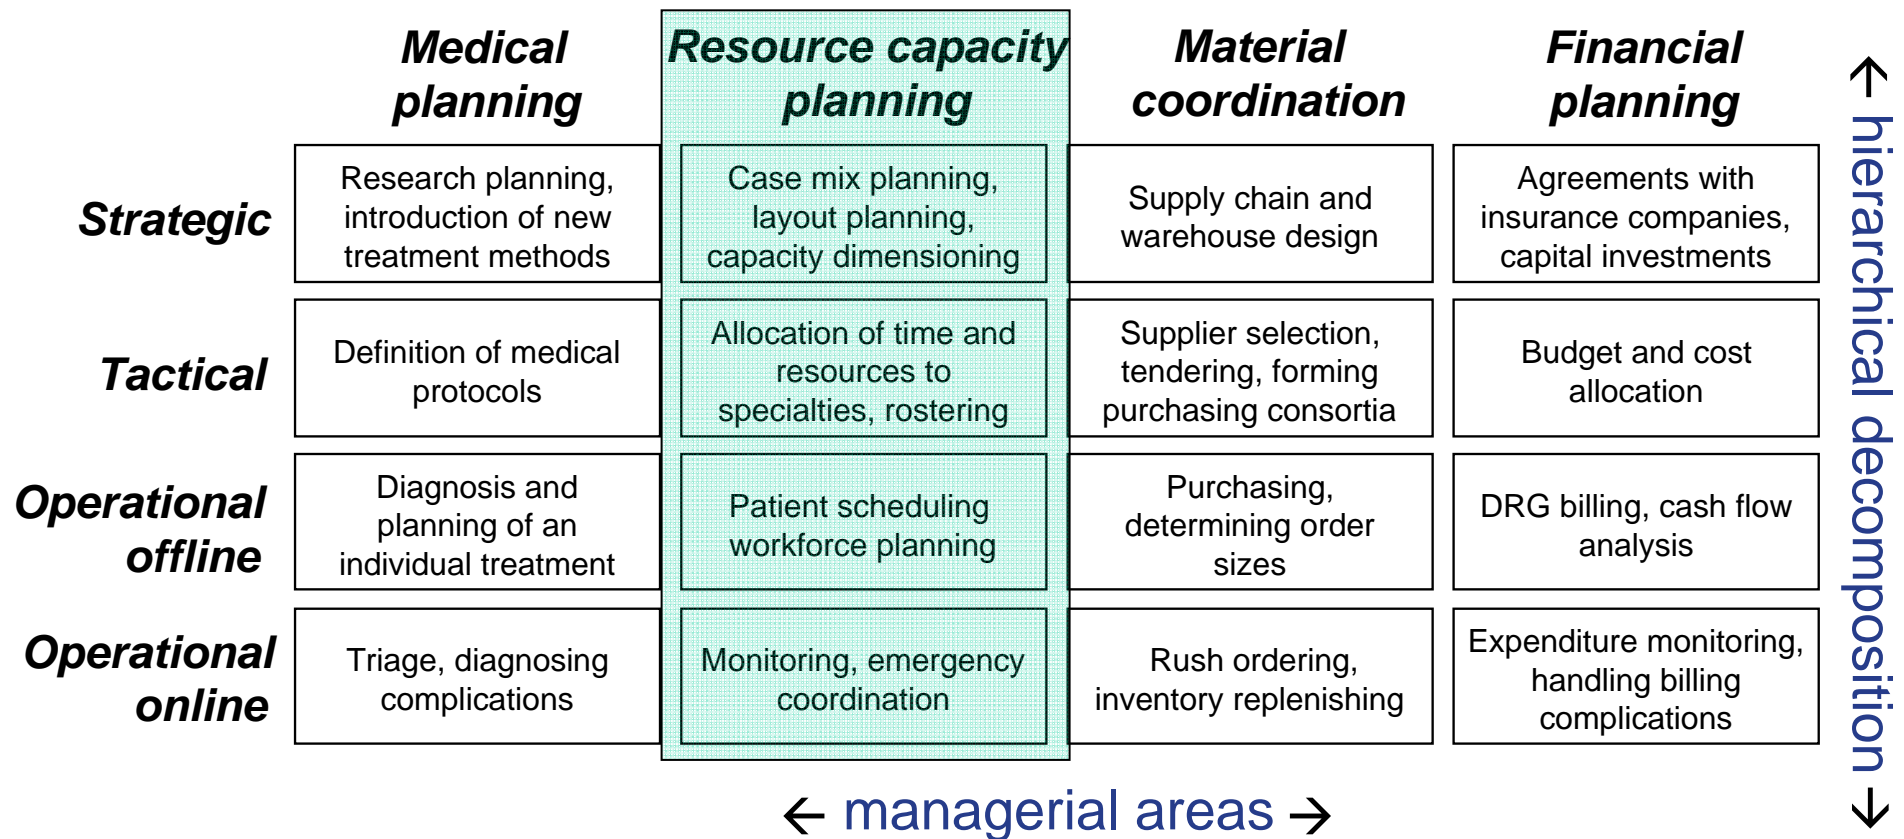 Medical
planning
Resource capacity
planning
Material
coordination
Financial
planning
Strategic
Research planning,
introduction of new
treatment methods
Case mix planning,
layout planning,
capacity dimensioning
Supply chain and
warehouse design
Agreements with
insurance companies,
capital investments
Tactical
Definition of medical
protocols
Allocation of time and
resources to
specialties, rostering
Supplier selection,
tendering, forming
purchasing consortia
Budget and cost
allocation
Operational
offline
Diagnosis and
planning of an
individual treatment
Patient scheduling
workforce planning
Purchasing,
determining order
sizes
DRG billing, cash flow
analysis
Operational
online
Triage, diagnosing
complications
Monitoring, emergency
coordination
Rush ordering,
inventory replenishing
Expenditure monitoring,
handling billing
complications
← managerial areas →
← hierarchical decomposition →